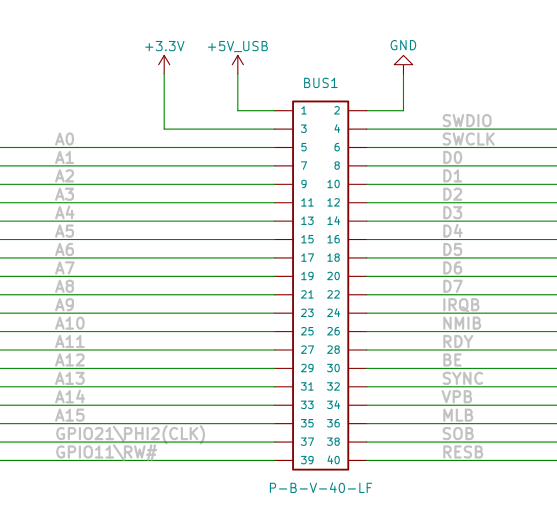 +3.3V +5V_USB GND
BUS1
1 2
3 4 SWDIO
A0 5 6 SWCLK
A1 7 8 D0
A2 9 10 D1
A3 11 12 D2
A4 13 14 D3
A5 15 16 D4
A6 17 18 D5
A7 19 20 D6
A8 21 22 D7
A9 23 24 IRQB
A10 25 26 NMIB
A11 27 28 RDY
A12 29 30 BE
A13 31 32 SYNC
A14 33 34 VPB
A15 35 36 MLB
GPIO21\PHI2(CLK) 37 38 SOB
GPIO11\RW# 39 40 RESB
P-B-V-40-LF